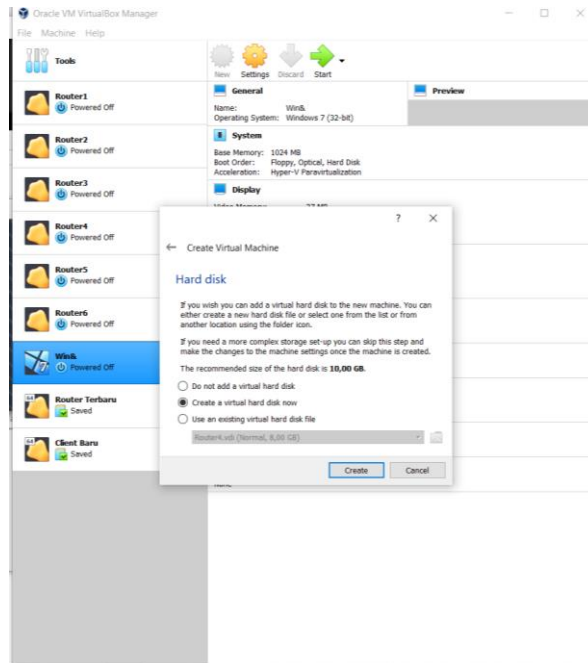 Oracle VM VirtualBox Manager
File Machine Help
Tools
New Settings Discard Start
Router1
Powered Off
Router2
Powered Off
Router3
Powered Off
Router4
Powered Off
Router5
Powered Off
Router6
Powered Off
Win&
Powered Off
Router Terbaru
Saved
Client Baru
Saved
General
Name: Win&
Operating System: Windows 7 (32-bit)
Preview
System
Base Memory: 1024 MB
Boot Order: Floppy, Optical, Hard Disk
Acceleration: Hyper-V Paravirtualization
Display
Video Memory: 27 MB
? ×
← Create Virtual Machine
Hard disk
If you wish you can add a virtual hard disk to the new machine. You can
either create a new hard disk file or select one from the list or from
another location using the folder icon.
If you need a more complex storage set-up you can skip this step and
make the changes to the machine settings once the machine is created.
The recommended size of the hard disk is 10,00 GB.
Do not add a virtual hard disk
Create a virtual hard disk now
Use an existing virtual hard disk file
Router4.vdi (Normal, 8,00 GB)
Create Cancel
None